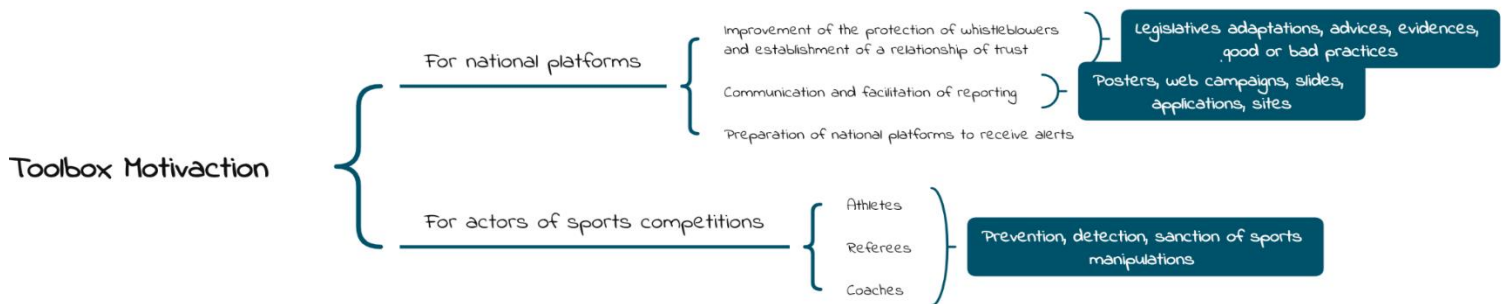 Toolbox Motivaction
For national platforms
Improvement of the protection of whistleblowers
and establishment of a relationship of trust
Legislatives adaptations, advices, evidences,
good or bad practices
Communication and facilitation of reporting
Posters, web campaigns, slides,
applications, sites
Preparation of national platforms to receive alerts
For actors of sports competitions
Athletes
Referees
Coaches
Prevention, detection, sanction of sports
manipulations